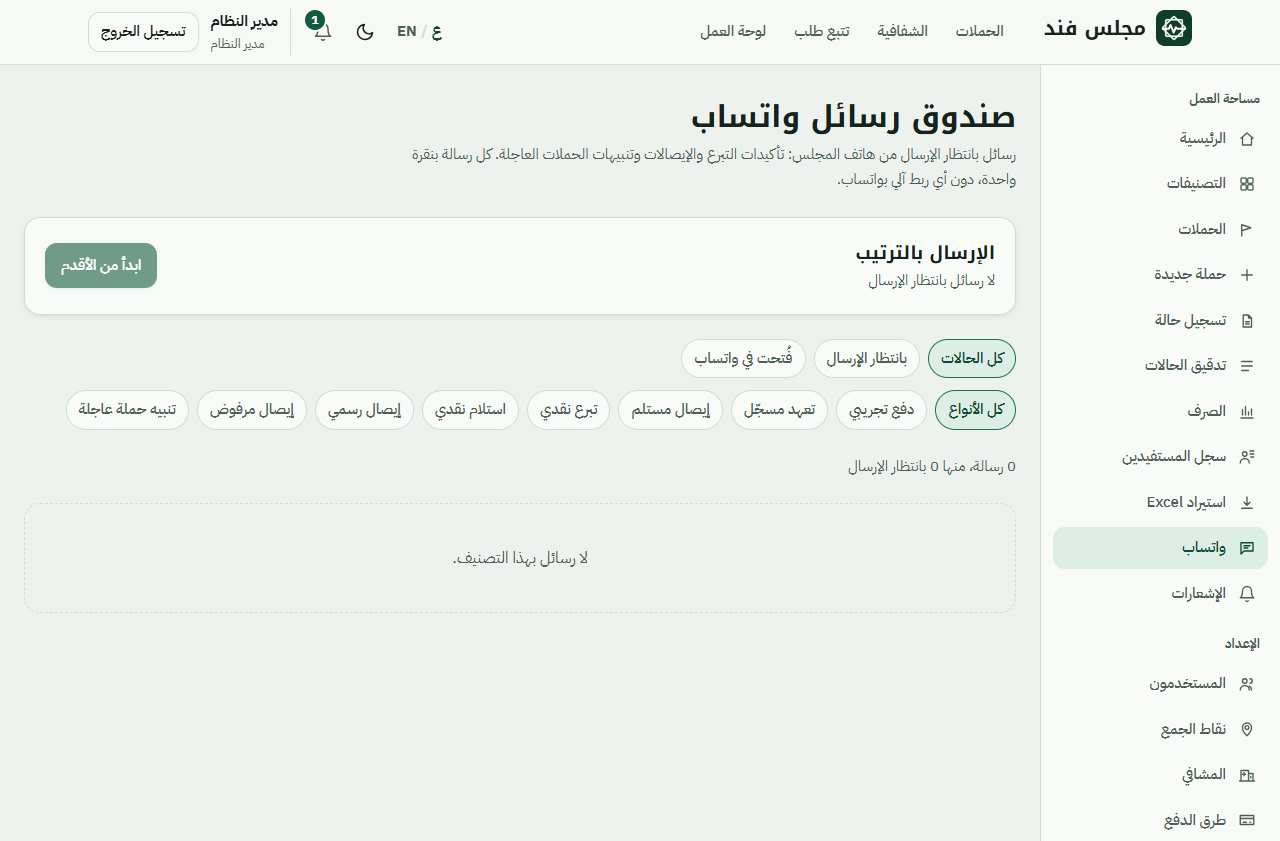 مجلس فند
الحملات
الشفافية
تتبع طلب
لوحة العمل
ع / EN
1
مدير النظام
مدير النظام
تسجيل الخروج
مساحة العمل
الرئيسية
التصنيفات
الحملات
حملة جديدة
تسجيل حالة
تدقيق الحالات
الصرف
سجل المستفيدين
استيراد Excel
واتساب
الإشعارات
الإعداد
المستخدمون
نقاط الجمع
المشافي
طرق الدفع
صندوق رسائل واتساب
رسائل بانتظار الإرسال من هاتف المجلس: تأكيدات التبرع والإيصالات وتنبيهات الحملات العاجلة. كل رسالة بنقرة
واحدة، دون أي ربط آلي بواتساب.
الإرسال بالترتيب
لا رسائل بانتظار الإرسال
ابدأ من الأقدم
كل الحالات
بانتظار الإرسال
فُتحت في واتساب
كل الأنواع
دفع تجريبي
تعهد مسجّل
إيصال مستلم
تبرع نقدي
استلام نقدي
إيصال رسمي
إيصال مرفوض
تنبيه حملة عاجلة
0 رسالة، منها 0 بانتظار الإرسال
لا رسائل بهذا التصنيف.